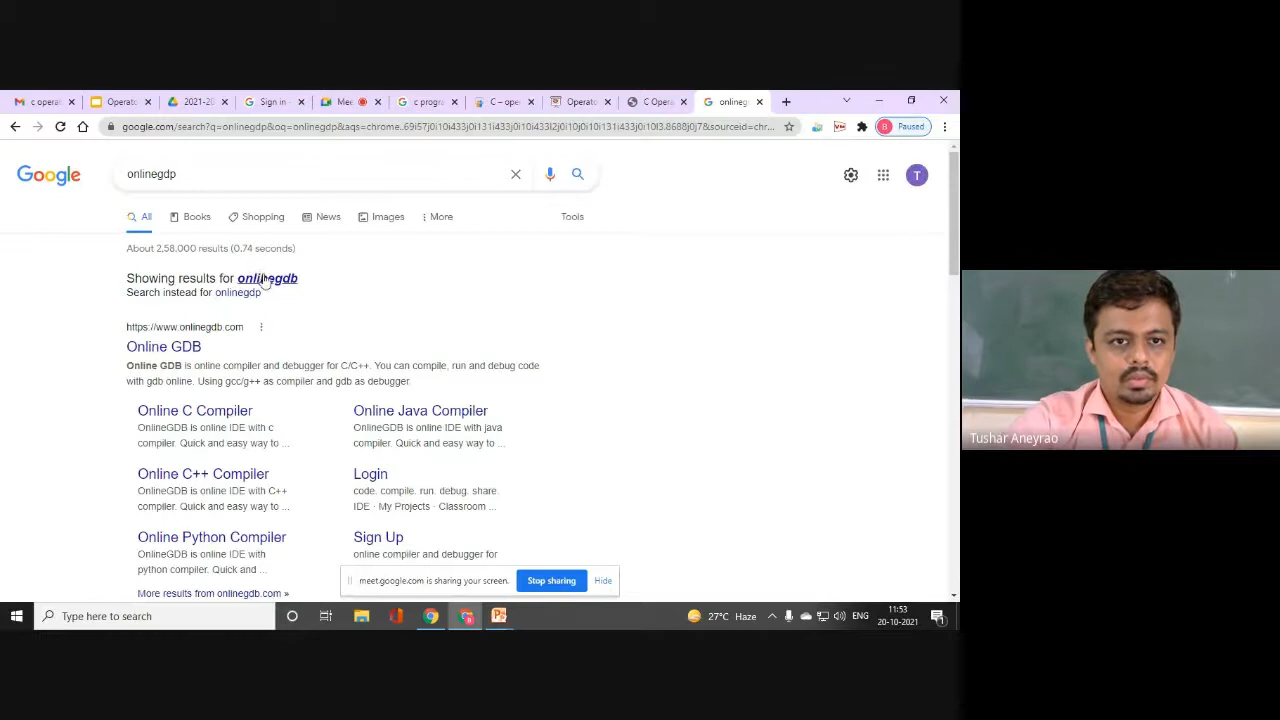 c operat
Operato
2021-20
Sign in -
Mee
c progra
C – oper
Operato
C Opera
onlineg
google.com/search?q=onlinegdp&oq=onlinegdp&aqs=chrome..69i57j0i10i433j0i131i433j0i10i433l2j0i10j0i10i131i433j0i10l3.8688j0j7&sourceid=chr...
B Paused
Google
onlinegdp
T
All
Books
Shopping
News
Images
More
Tools
About 2,58,000 results (0.74 seconds)
Showing results for onlinegdb
Search instead for onlinegdp
https://www.onlinegdb.com
Online GDB
Online GDB is online compiler and debugger for C/C++. You can compile, run and debug code
with gdb online. Using gcc/g++ as compiler and gdb as debugger.
Online C Compiler
OnlineGDB is online IDE with c
compiler. Quick and easy way to ...
Online Java Compiler
OnlineGDB is online IDE with java
compiler. Quick and easy way to ...
Online C++ Compiler
OnlineGDB is online IDE with C++
compiler. Quick and easy way to ...
Login
code. compile. run. debug. share.
IDE · My Projects · Classroom ...
Online Python Compiler
OnlineGDB is online IDE with
python compiler. Quick and ...
Sign Up
online compiler and debugger for
More results from onlinegdb.com »
meet.google.com is sharing your screen.
Stop sharing
Hide
Tushar Aneyrao
Type here to search
27°C Haze
ENG
11:53
20-10-2021